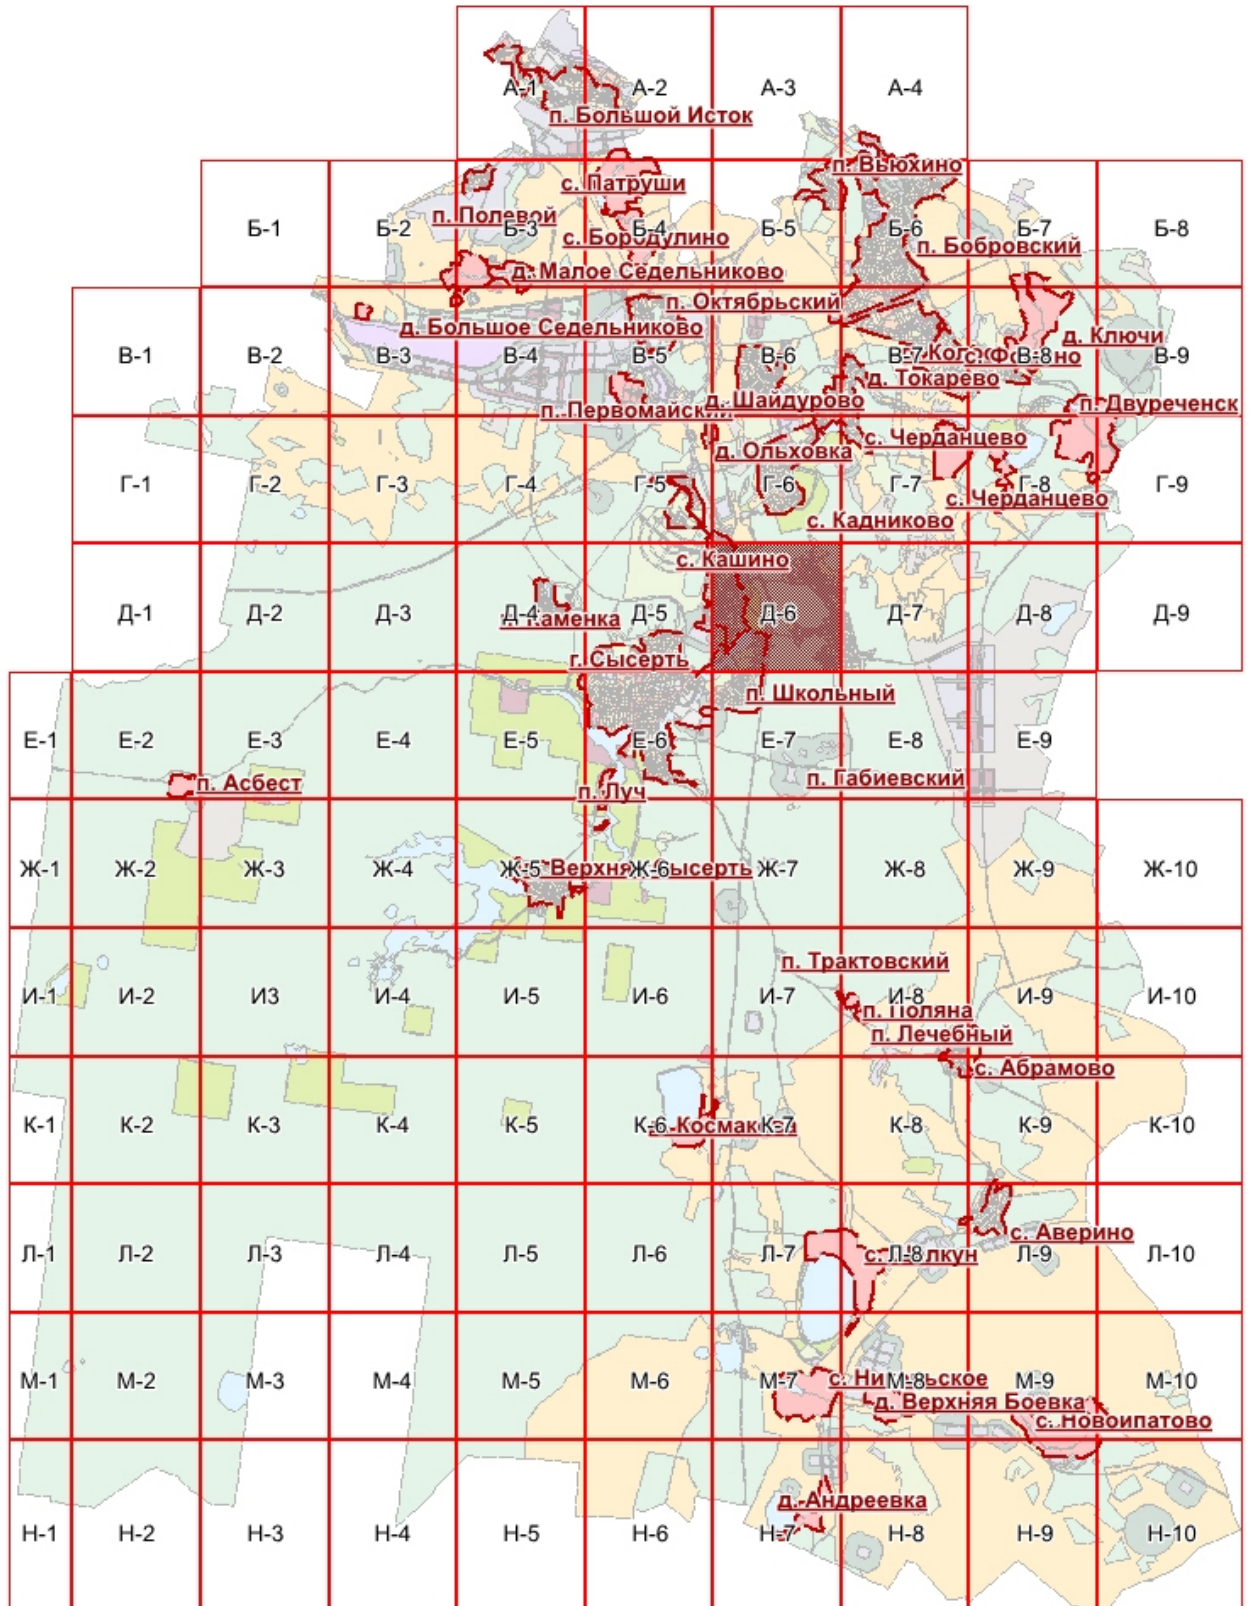 А-1 А-2 А-3 А-4
п. Большой Исток
п. Вьюхино
с. Патруши
п. Полевой
Б-1 Б-2 Б-3 Б-4 Б-5 Б-6 Б-7 Б-8
с. Бородулино
п. Бобровский
д. Малое Седельниково
п. Октябрьский
д. Большое Седельниково
д. Ключи
В-1 В-2 В-3 В-4 В-5 В-6 В-7 В-8 В-9
д. Токарево
п. Первомайский
д. Шайдурово
п. Двуреченск
с. Черданцево
д. Ольховка
Г-1 Г-2 Г-3 Г-4 Г-5 Г-6 Г-7 Г-8 Г-9
с. Черданцево
с. Кадниково
с. Кашино
Д-1 Д-2 Д-3 Д-4 Д-5 Д-6 Д-7 Д-8 Д-9
Каменка
г. Сысерть
п. Школьный
Е-1 Е-2 Е-3 Е-4 Е-5 Е-6 Е-7 Е-8 Е-9
п. Асбест
п. Габиевский
п. Луч
Ж-1 Ж-2 Ж-3 Ж-4 Ж-5 Верхняя Ж-6 Сысерть Ж-7 Ж-8 Ж-9 Ж-10
п. Трактовский
И-1 И-2 И3 И-4 И-5 И-6 И-7 И-8 И-9 И-10
п. Поляна
п. Лечебный
с. Абрамово
К-1 К-2 К-3 К-4 К-5 К-6 Космакова К-7 К-8 К-9 К-10
с. Аверино
Л-1 Л-2 Л-3 Л-4 Л-5 Л-6 Л-7 с. Л-8 Л-9 Л-10
М-1 М-2 М-3 М-4 М-5 М-6 М-7 с. Никольское М-8 М-9 М-10
д. Верхняя Боевка
с. Новоипатово
д. Андреевка
Н-1 Н-2 Н-3 Н-4 Н-5 Н-6 Н-7 Н-8 Н-9 Н-10